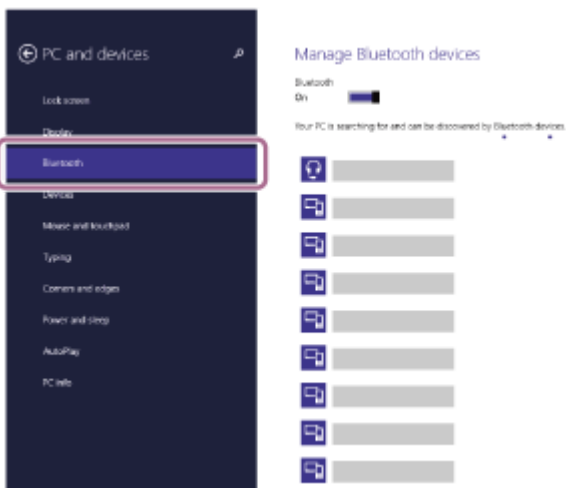 PC and devices
Lock screen
Display
Bluetooth
Devices
Mouse and touchpad
Typing
Corners and edges
Power and sleep
AutoPlay
PC info
Manage Bluetooth devices
Bluetooth
On
Your PC is searching for and can be discovered by Bluetooth devices.